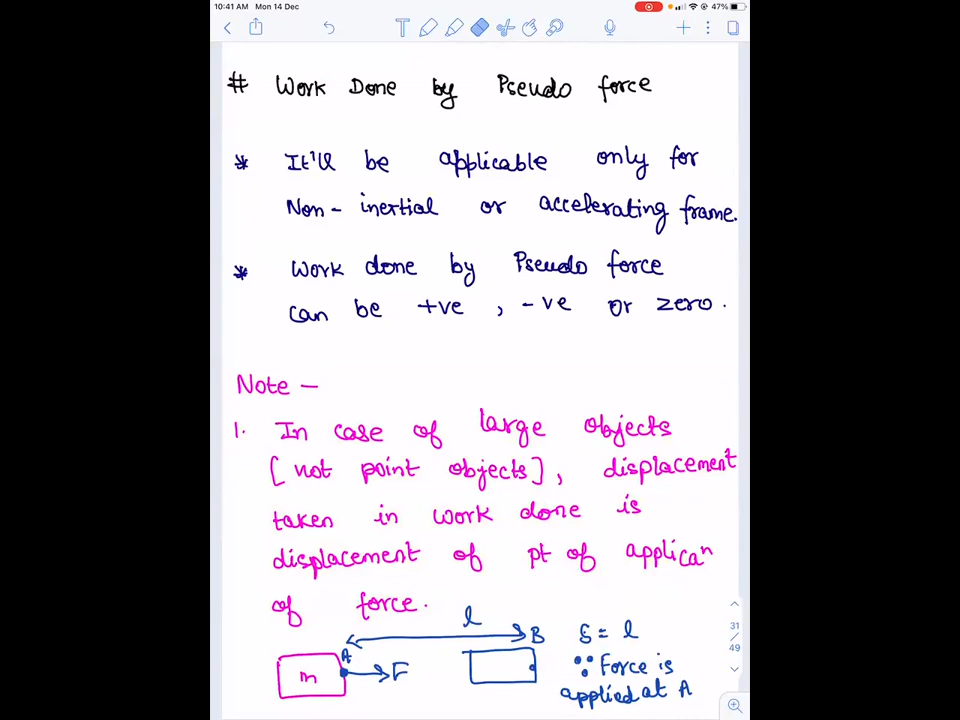 10:41 AM Mon 14 Dec
47%
# Work Done by Pseudo force
* It'll be applicable only for
Non-inertial or accelerating frame.
* Work done by Pseudo force
can be +ve, -ve or zero.
Note -
1. In case of large objects
[not point objects], displacement
taken in work done is
displacement of pt of applican
of force.
l
A B S = l
m F ∵ Force is
applied at A
31
/
49